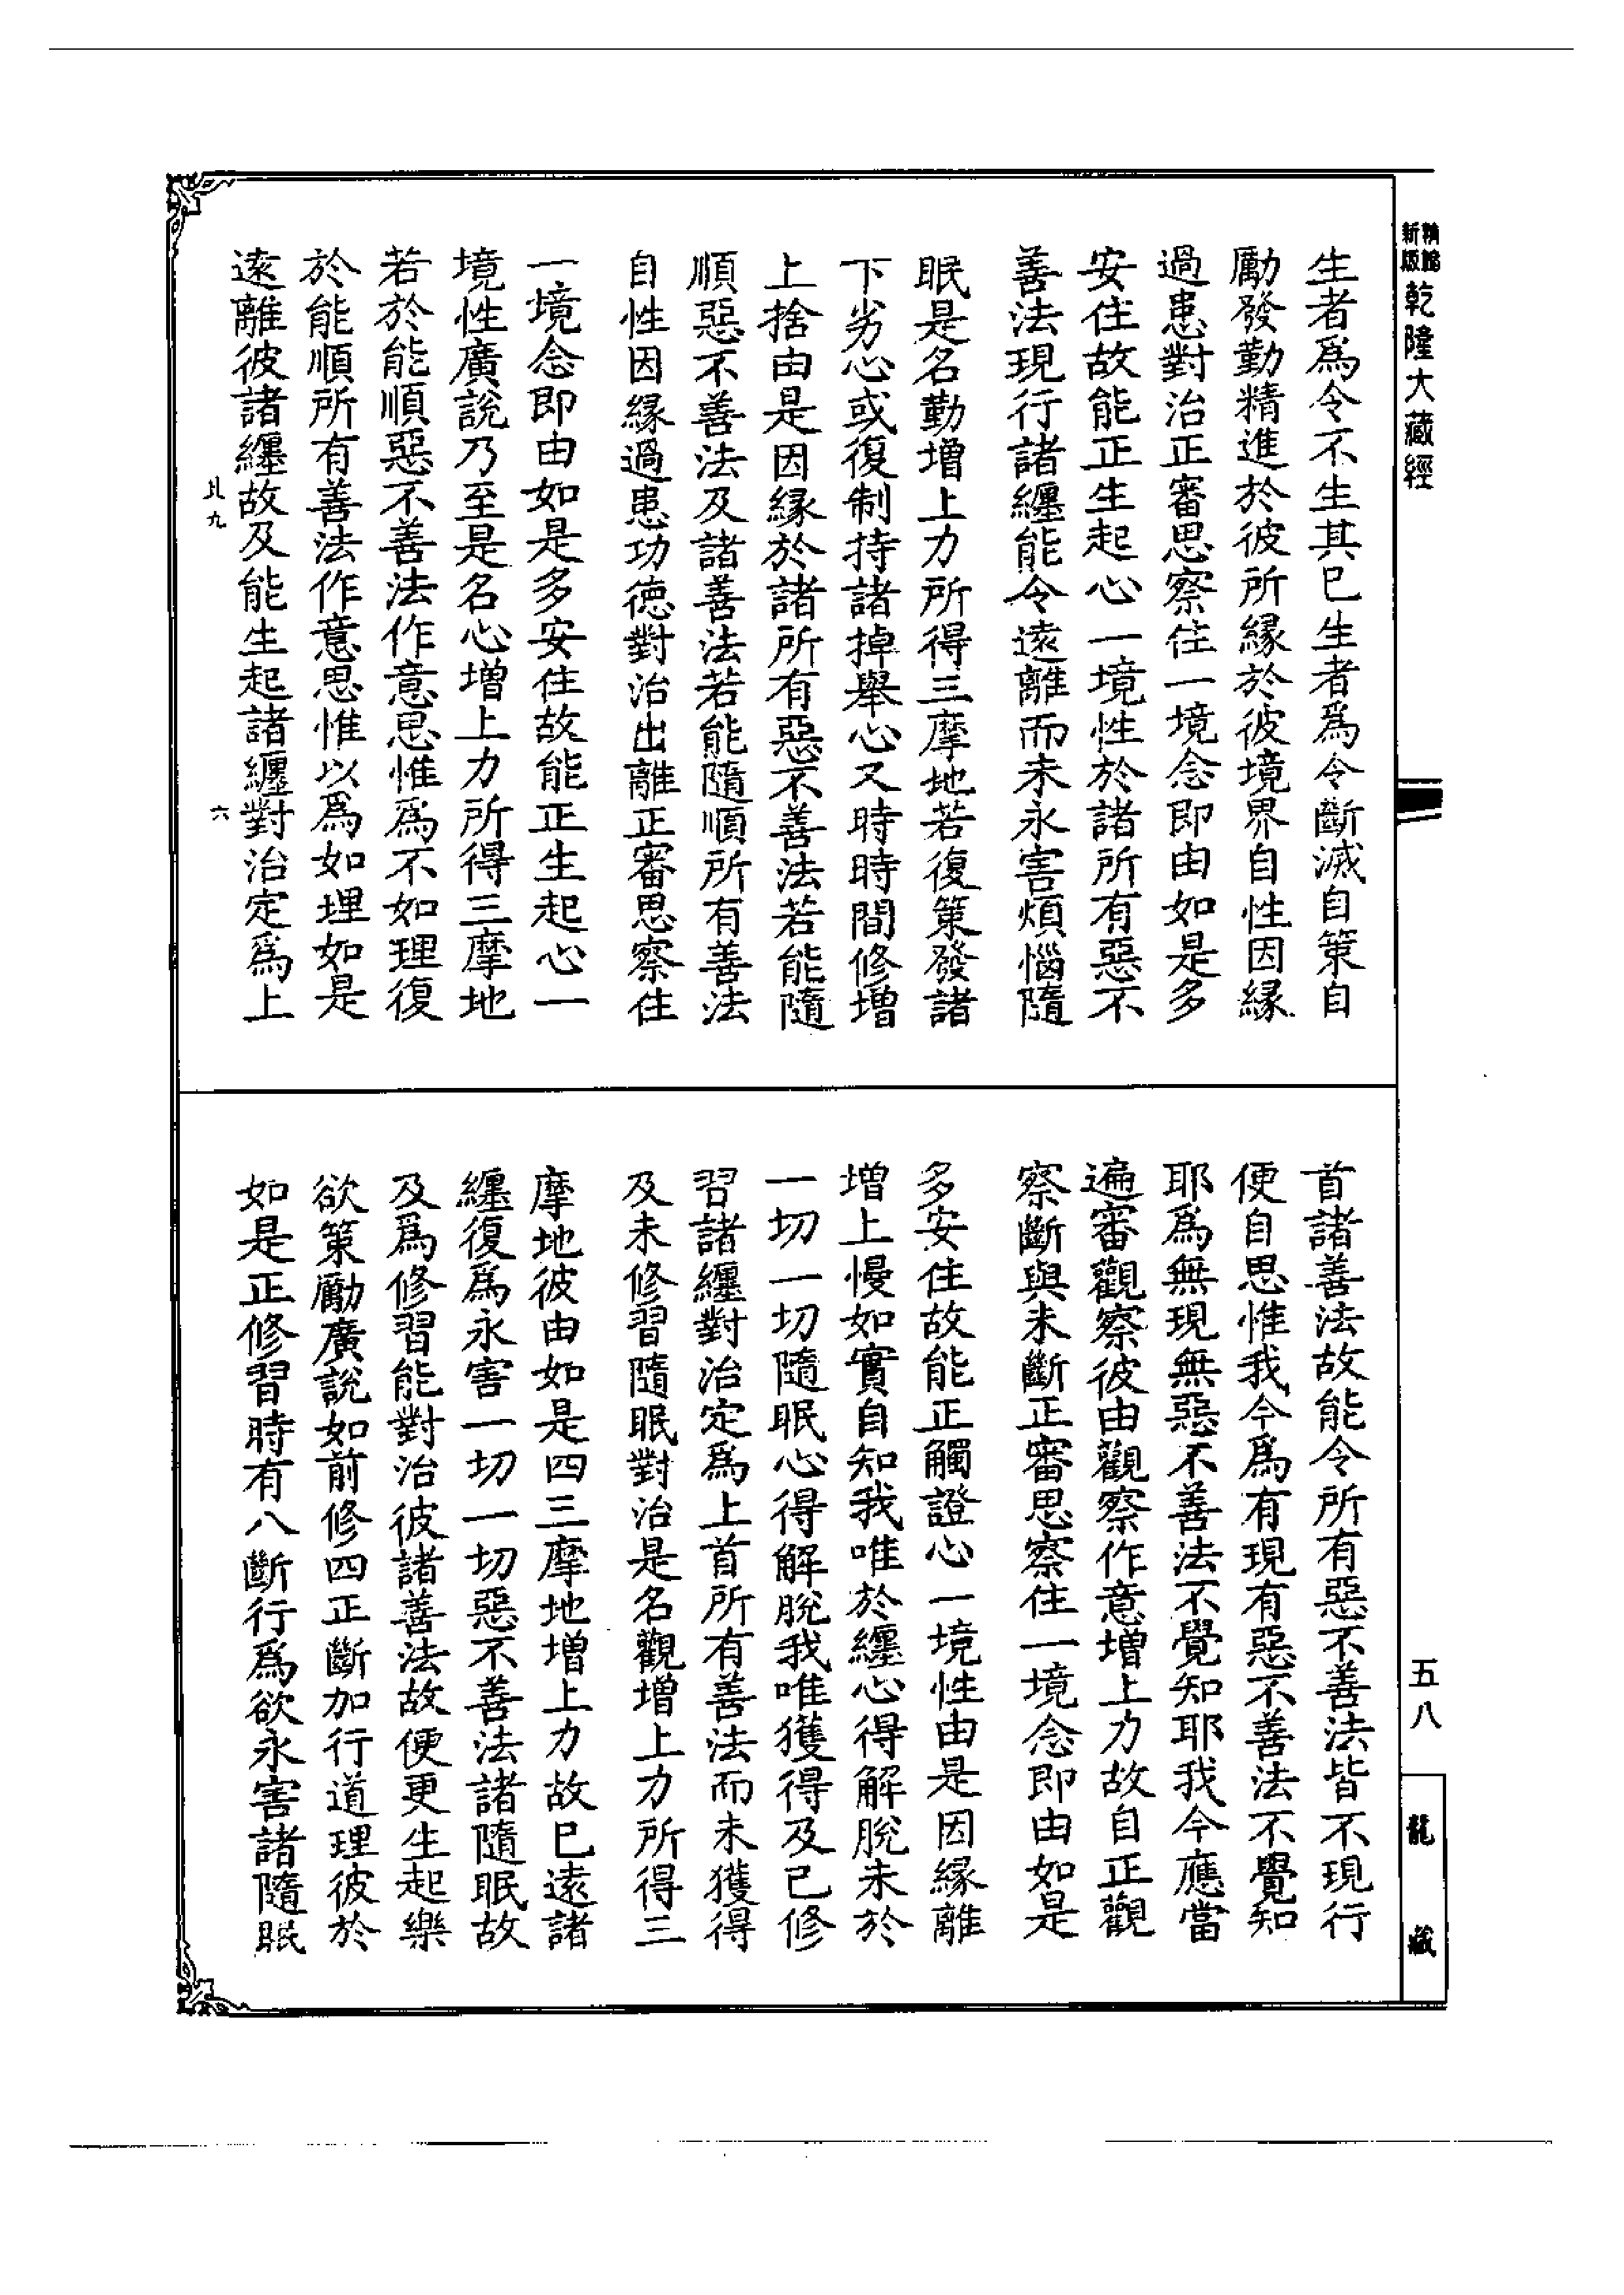 新版
精縮
乾隆大藏經
生者爲令不生其已生者爲令斷滅自策自
勵發勤精進於彼所緣於彼境界自性因緣
過患對治正審思察住一境念即由如是多
安住故能正生起心一境性於諸所有惡不
善法現行諸纏能令遠離而未永害煩惱隨
眠是名勤增上力所得三摩地若復策發諸
下劣心或復制持諸掉舉心又時時間修增
上捨由是因緣於諸所有惡不善法若能隨
順惡不善法及諸善法若能隨順所有善法
自性因緣過患功德對治出離正審思察住
一境念即由如是多安住故能正生起心一
境性廣說乃至是名心增上力所得三摩地
若於能順惡不善法作意思惟爲不如理復
於能順所有善法作意思惟以爲如理如是
遠離彼諸纏故及能生起諸纏對治定爲上
九
六
首諸善法故能令所有惡不善法皆不現行
便自思惟我今爲有現有惡不善法不覺知
耶爲無現無惡不善法不覺知耶我今應當
遍審觀察彼由觀察作意增上力故自正觀
察斷與未斷正審思察住一境念即由如是
多安住故能正觸證心一境性由是因緣離
增上慢如實自知我唯於纏心得解脫未於
一切一切隨眠心得解脫我唯獲得及已修
習諸纏對治定爲上首所有善法而未獲得
及未修習隨眠對治是名觀增上力所得三
摩地彼由如是四三摩地增上力故已遠諸
纏復爲永害一切一切惡不善法諸隨眠故
及爲修習能對治彼諸善法故便更生起樂
欲策勵廣說如前修四正斷加行道理彼於
如是正修習時有八斷行爲欲永害諸隨眠
五八
龍藏